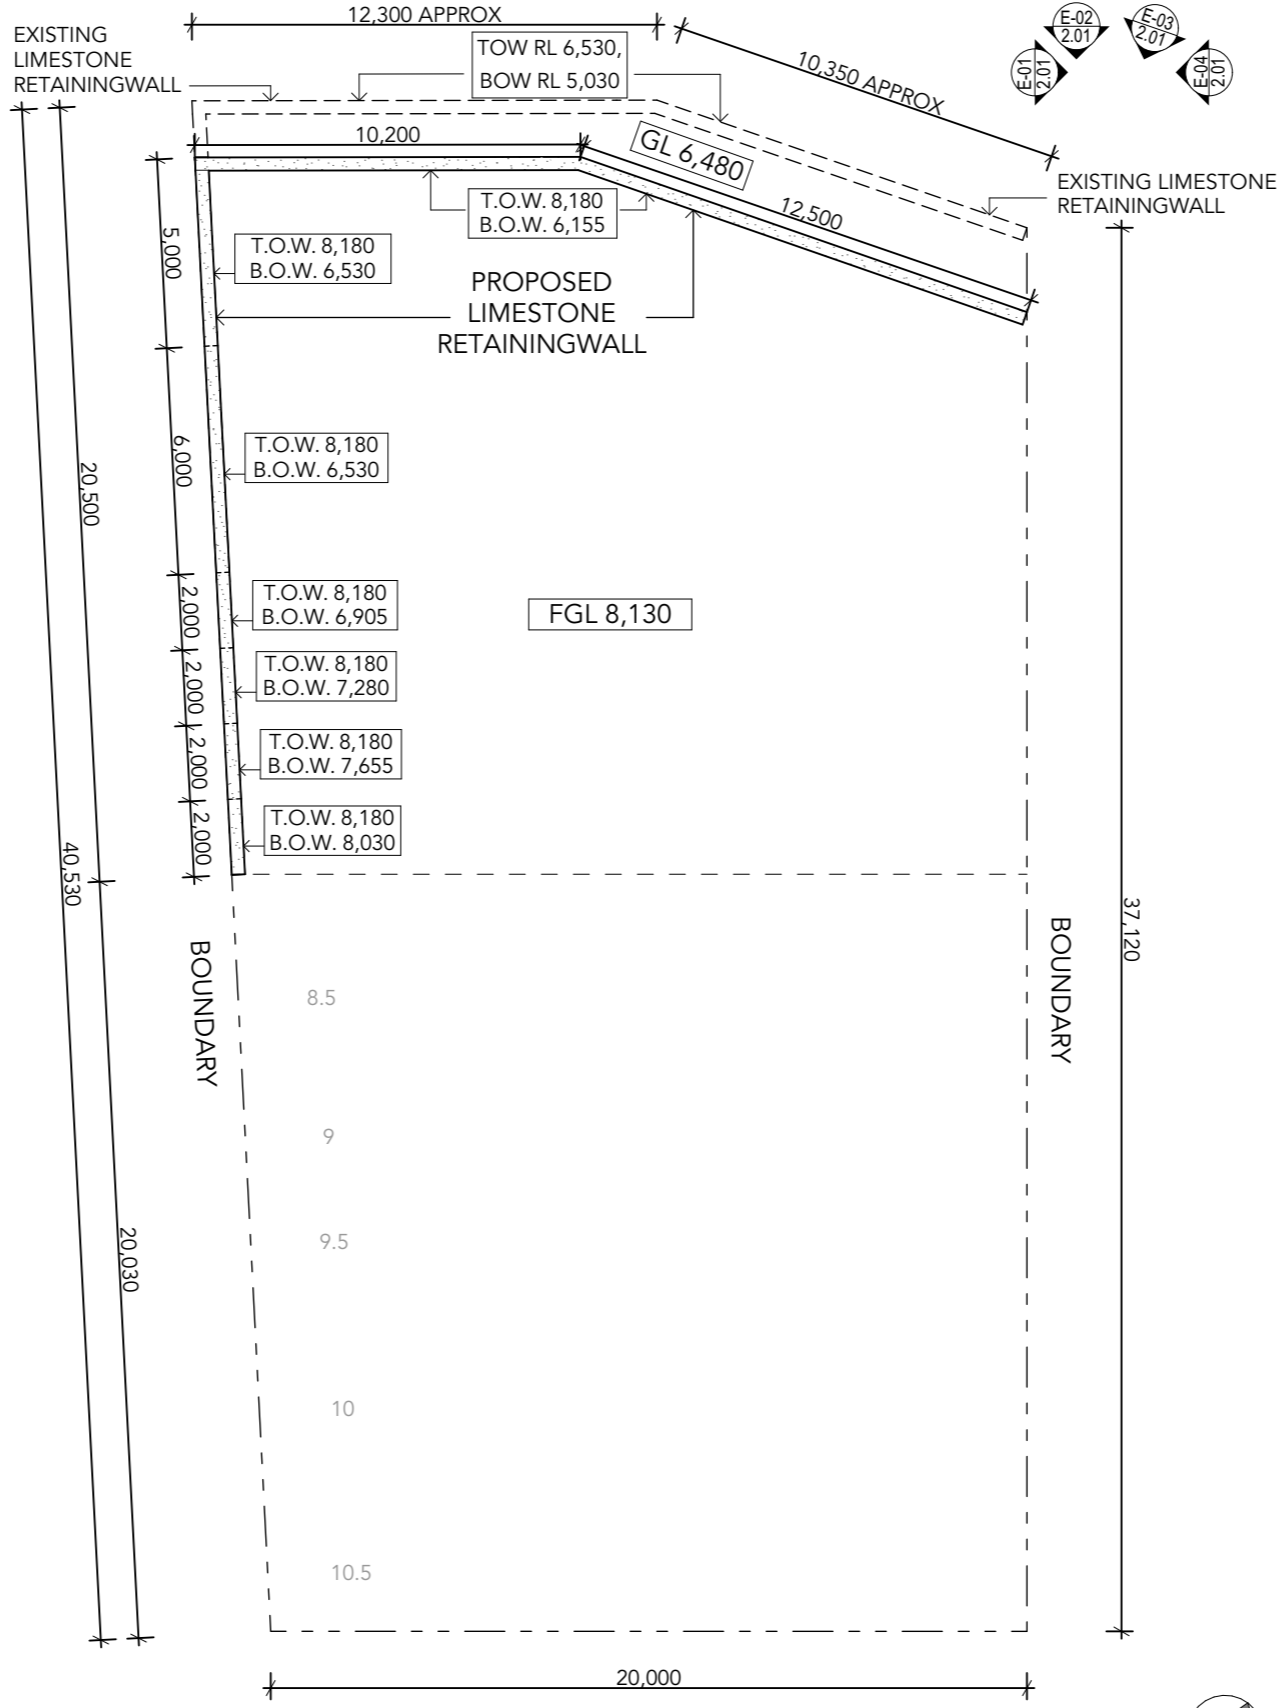 12,300 APPROX
EXISTING
LIMESTONE
RETAININGWALL
TOW RL 6,530,
BOW RL 5,030
10,350 APPROX
E-01
2.01
E-02
2.01
E-03
2.01
E-04
2.01
10,200
GL 6,480
EXISTING LIMESTONE
RETAININGWALL
12,500
T.O.W. 8,180
B.O.W. 6,155
5,000
T.O.W. 8,180
B.O.W. 6,530
PROPOSED
LIMESTONE
RETAININGWALL
6,000
T.O.W. 8,180
B.O.W. 6,530
20,500
2,000
T.O.W. 8,180
B.O.W. 6,905
FGL 8,130
2,000
T.O.W. 8,180
B.O.W. 7,280
2,000
T.O.W. 8,180
B.O.W. 7,655
2,000
T.O.W. 8,180
B.O.W. 8,030
40,530
37,120
BOUNDARY
BOUNDARY
8.5
9
9.5
20,030
10
10.5
20,000